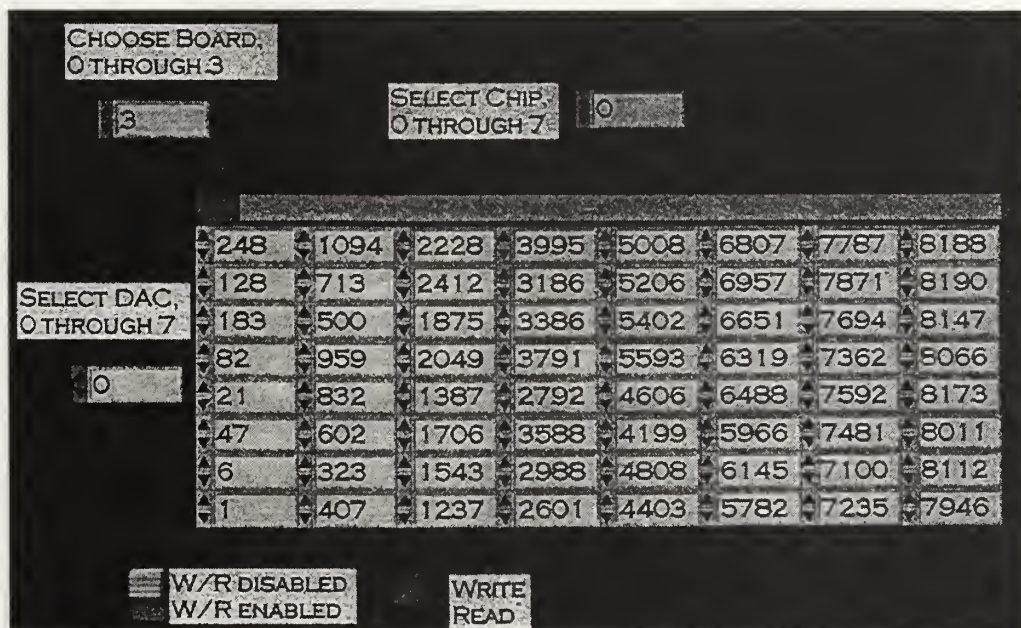 CHOOSE BOARD,
0 THROUGH 3
3
SELECT CHIP,
0 THROUGH 7
0
248 1094 2228 3995 5008 6807 7787 8188
128 713 2412 3186 5206 6957 7871 8190
SELECT DAC,
0 THROUGH 7
183 500 1875 3386 5402 6651 7694 8147
82 959 2049 3791 5593 6319 7362 8066
0
21 832 1387 2792 4606 6488 7592 8173
47 602 1706 3588 4199 5966 7481 8011
6 323 1543 2988 4808 6145 7100 8112
1 407 1237 2601 4403 5782 7235 7946
W/R DISABLED
W/R ENABLED
WRITE
READ